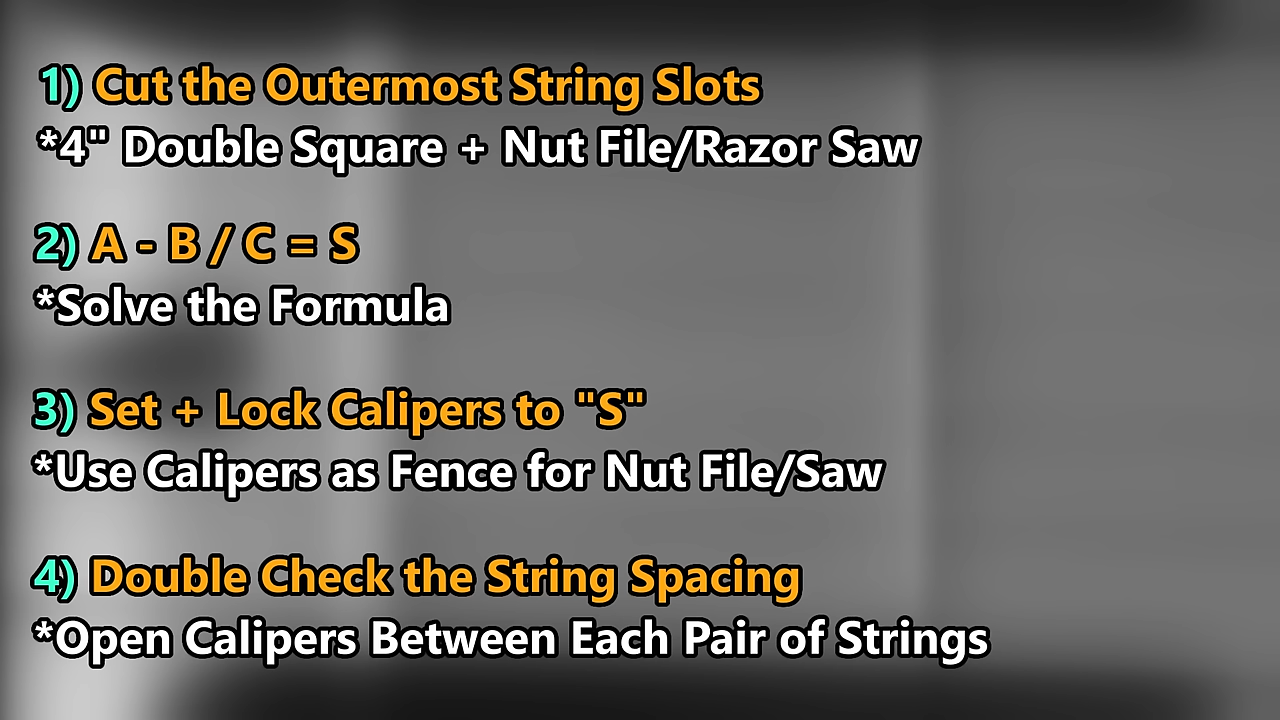 1) Cut the Outermost String Slots
*4" Double Square + Nut File/Razor Saw
2) A - B / C = S
*Solve the Formula
3) Set + Lock Calipers to "S"
*Use Calipers as Fence for Nut File/Saw
4) Double Check the String Spacing
*Open Calipers Between Each Pair of Strings